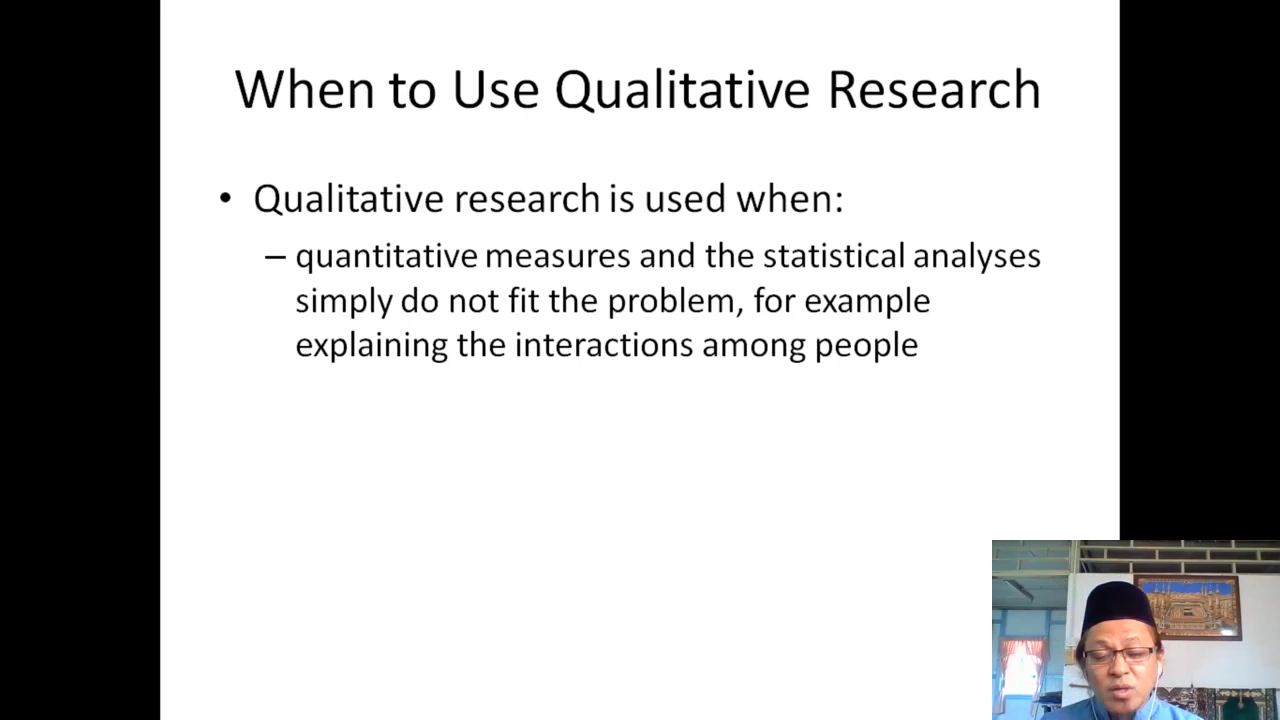 When to Use Qualitative Research
• Qualitative research is used when:
– quantitative measures and the statistical analyses
simply do not fit the problem, for example
explaining the interactions among people